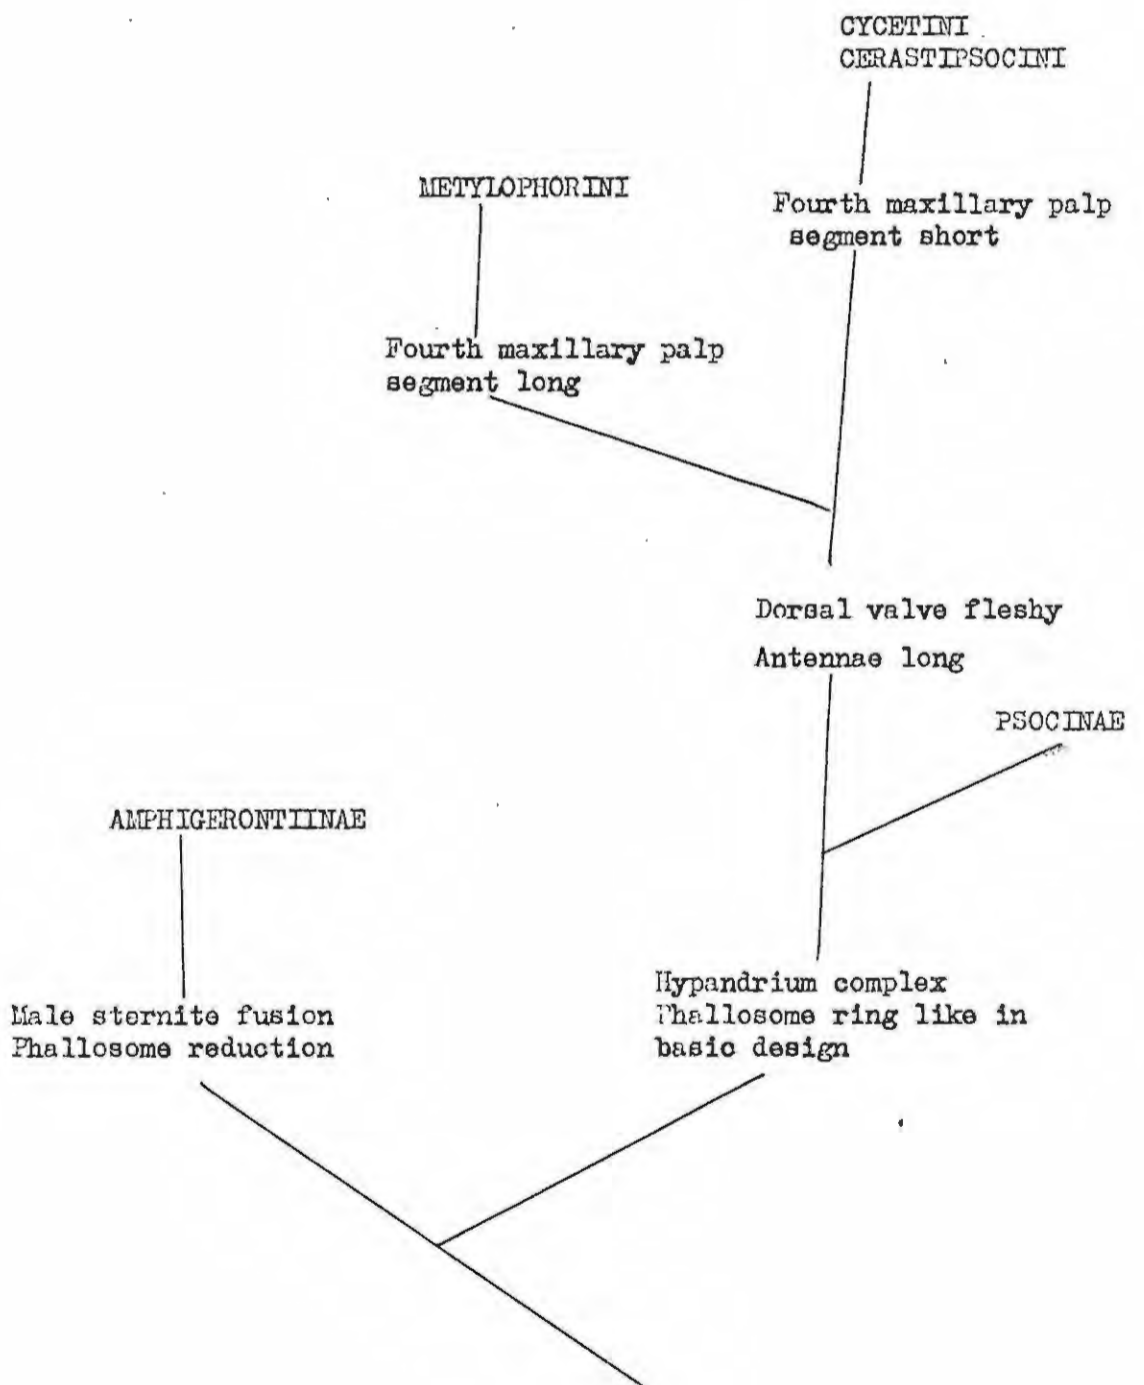 CYCETINI
CERASTIPSOCINI
METYLOPHORINI
Fourth maxillary palp
segment short
Fourth maxillary palp
segment long
Dorsal valve fleshy
Antennae long
PSOCINAE
AMPHIGERONTIINAE
Hypandrium complex
Phallosome ring like in
basic design
Male sternite fusion
Phallosome reduction